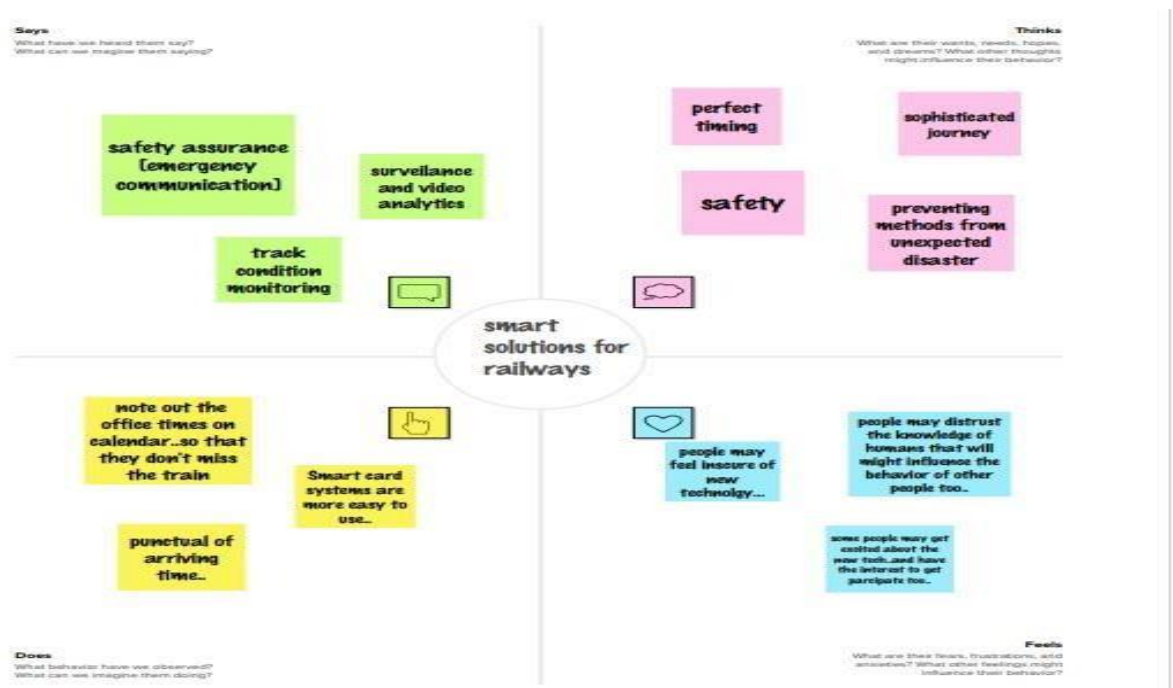 Says
What have we heard them say?
What can we imagine them saying?
safety assurance
[emergency
communication]
survellance
and video
analytics
track
condition
monitoring
Thinks
What are their wants, needs, hopes,
and dreams? What other thoughts
might influence their behavior?
perfect
timing
sophisticated
journey
safety
preventing
methods from
unexpected
disaster
smart
solutions for
railways
note out the
office times on
calendar..so that
they don't miss
the train
Smart card
systems are
more easy to
use..
punctual of
arriving
time..
Does
What behavior have we observed?
What can we imagine them doing?
people may
feel insecure of
new
technolgy...
people may distrust
the knowledge of
humans that will
might influence the
behavior of other
people too..
some people may get
excited about the
new tech..and have
the interest to get
parcipate too..
Feels
What are their fears, frustrations, and
anxieties? What other feelings might
influence their behavior?